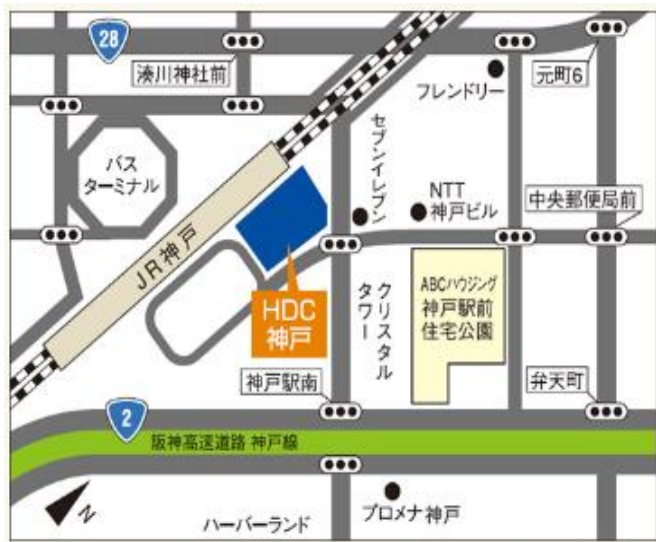 28
湊川神社前
元町6
フレンドリー
バス
ターミナル
セブンイレブン
NTT
神戸ビル
中央郵便局前
JR神戸
HDC
神戸
クリスタル
タワー
ABCハウジング
神戸駅前
住宅公園
神戸駅南
弁天町
2
阪神高速道路 神戸線
N
ハーバーランド
プロメナ神戸